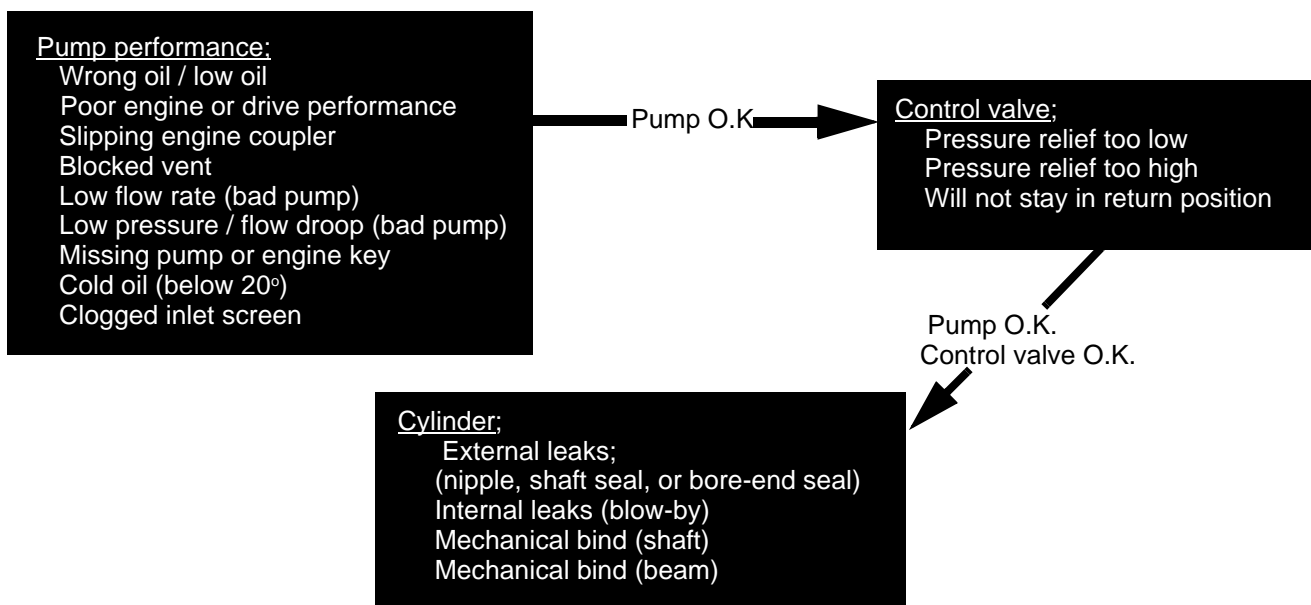 Pump performance;
Wrong oil / low oil
Poor engine or drive performance
Slipping engine coupler
Blocked vent
Low flow rate (bad pump)
Low pressure / flow droop (bad pump)
Missing pump or engine key
Cold oil (below 20º)
Clogged inlet screen
Pump O.K
Control valve;
Pressure relief too low
Pressure relief too high
Will not stay in return position
Pump O.K.
Control valve O.K.
Cylinder;
External leaks;
(nipple, shaft seal, or bore-end seal)
Internal leaks (blow-by)
Mechanical bind (shaft)
Mechanical bind (beam)